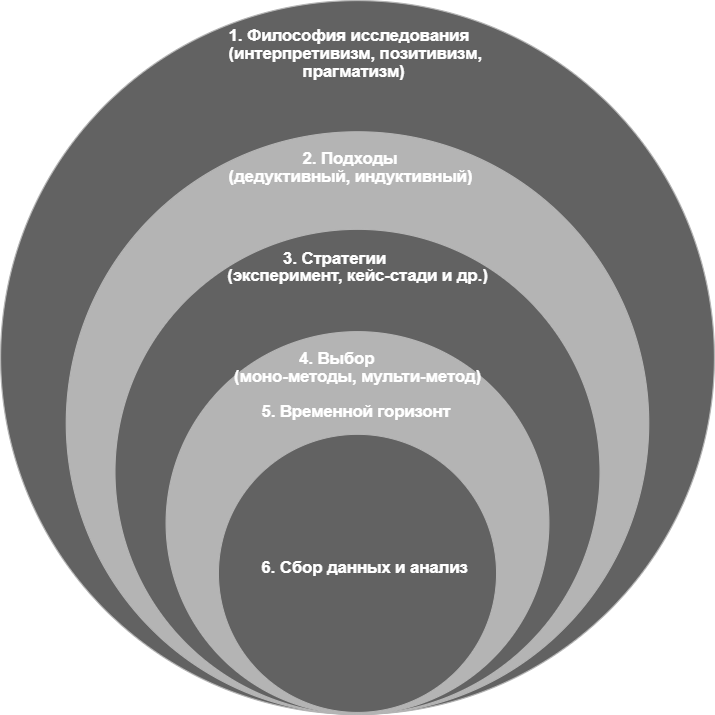 1. Философия исследования
(интерпретивизм, позитивизм,
прагматизм)
2. Подходы
(дедуктивный, индуктивный)
3. Стратегии
(эксперимент, кейс-стади и др.)
4. Выбор
(моно-методы, мульти-метод)
5. Временной горизонт
6. Сбор данных и анализ